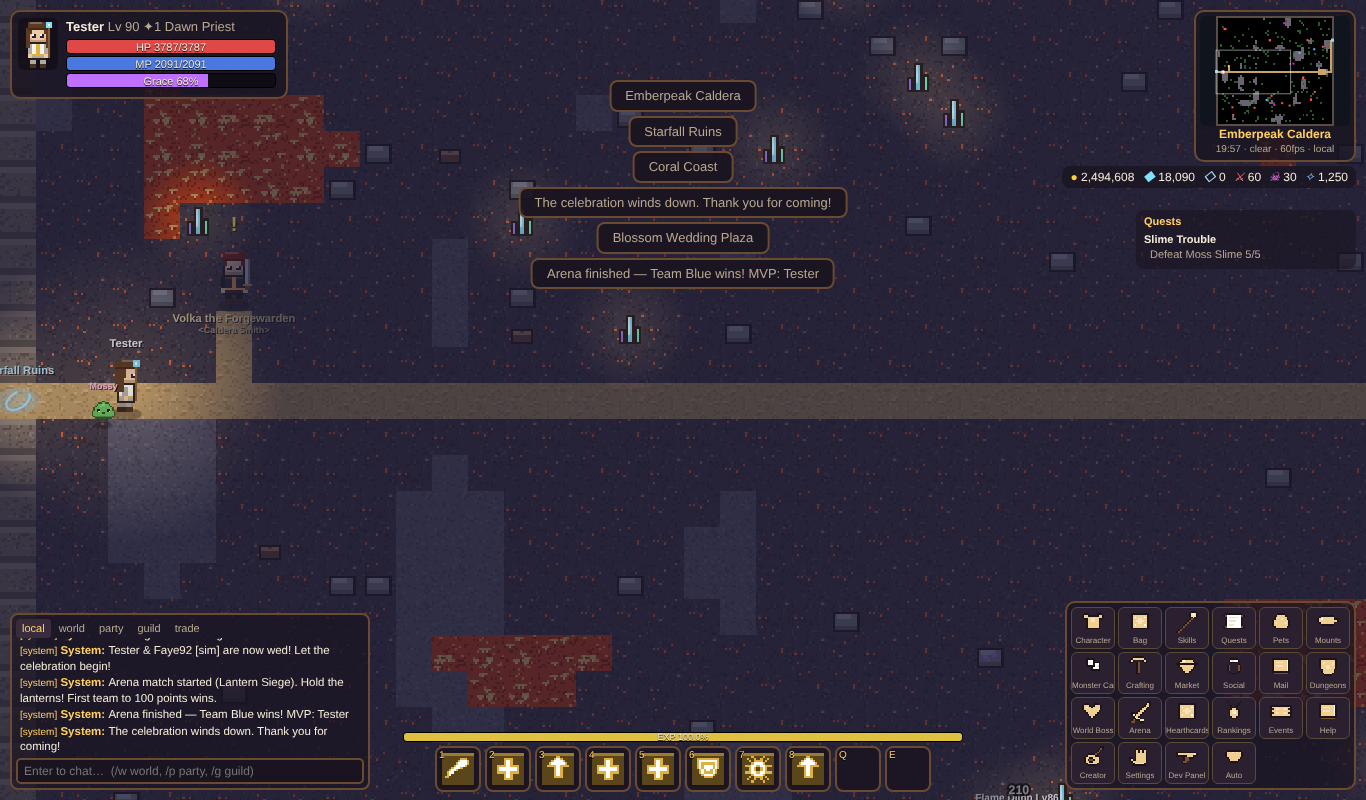 Tester Lv 90 ✦1 Dawn Priest
HP 3787/3787
MP 2091/2091
Grace 68%
Emberpeak Caldera
Starfall Ruins
Coral Coast
The celebration winds down. Thank you for coming!
Blossom Wedding Plaza
Arena finished — Team Blue wins! MVP: Tester
Emberpeak Caldera
19:57 · clear · 60fps · local
2,494,608 18,090 0 60 30 1,250
Quests
Slime Trouble
Defeat Moss Slime 5/5
!
Volka the Forgewarden
<Caldera Smith>
Tester
rfall Ruins
Mossy
local world party guild trade
[system] System: Tester & Faye92 [sim] are now wed! Let the
celebration begin!
[system] System: Arena match started (Lantern Siege). Hold the
lanterns! First team to 100 points wins.
[system] System: Arena finished — Team Blue wins! MVP: Tester
[system] System: The celebration winds down. Thank you for
coming!
Enter to chat… (/w world, /p party, /g guild)
EXP 100.0%
1 2 3 4 5 6 7 8 Q E
210
Character Bag Skills Quests Pets Mounts
Monster Ca Crafting Market Social Mail Dungeons
World Boss Arena Hearthcards Rankings Events Help
Creator Settings Dev Panel Auto